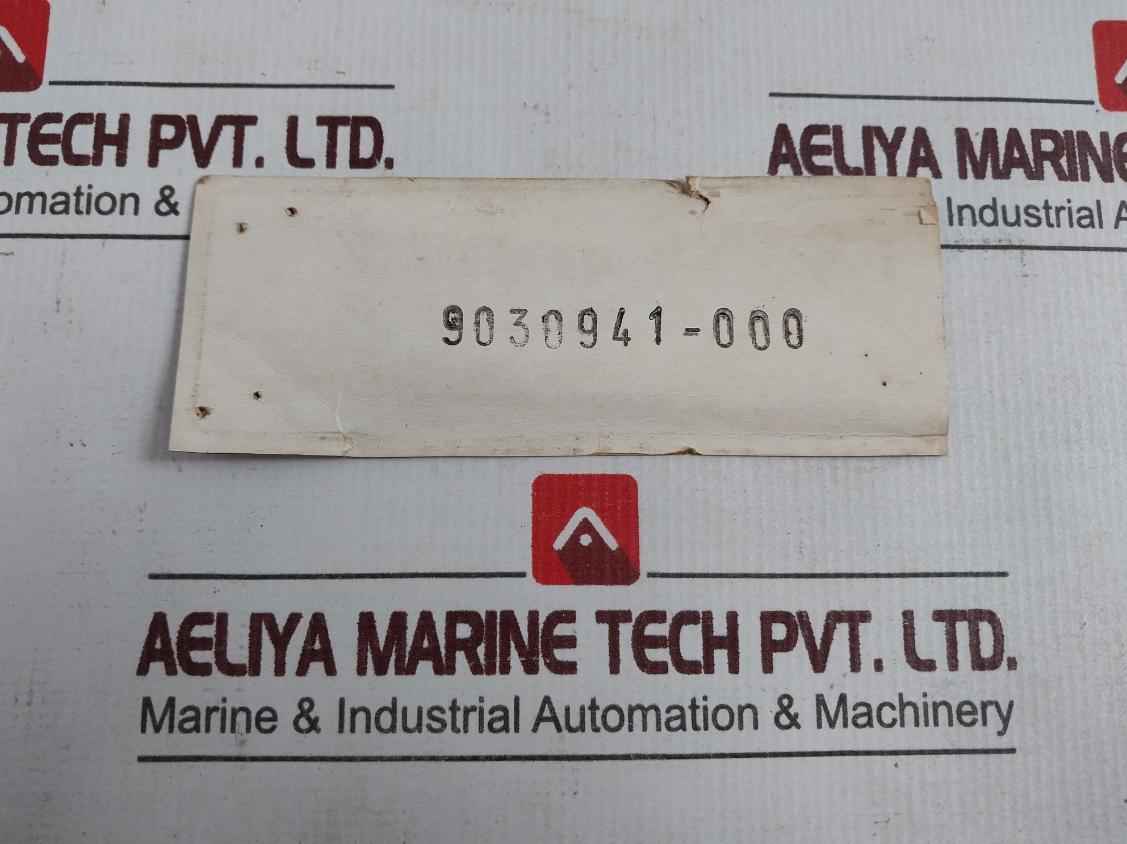 TECH PVT. LTD.
omation &
AELIYA MARINE
Industrial A
9030941-000
AELIYA MARINE TECH PVT. LTD.
Marine & Industrial Automation & Machinery